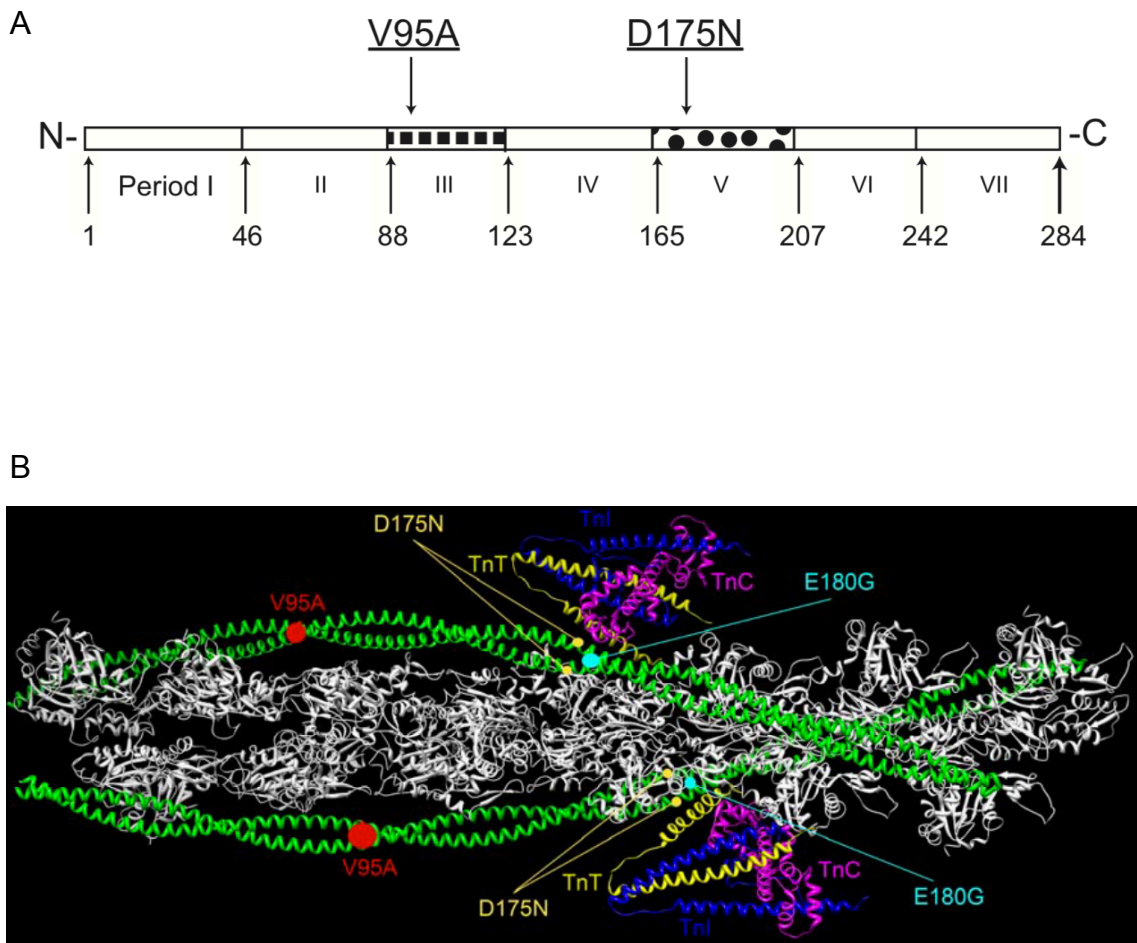 A
V95A D175N
N- -C
Period I II III IV V VI VII
1 46 88 123 165 207 242 284
B
D175N TnI
TnT TnC E180G
V95A
V95A
TnT TnC E180G
D175N TnI